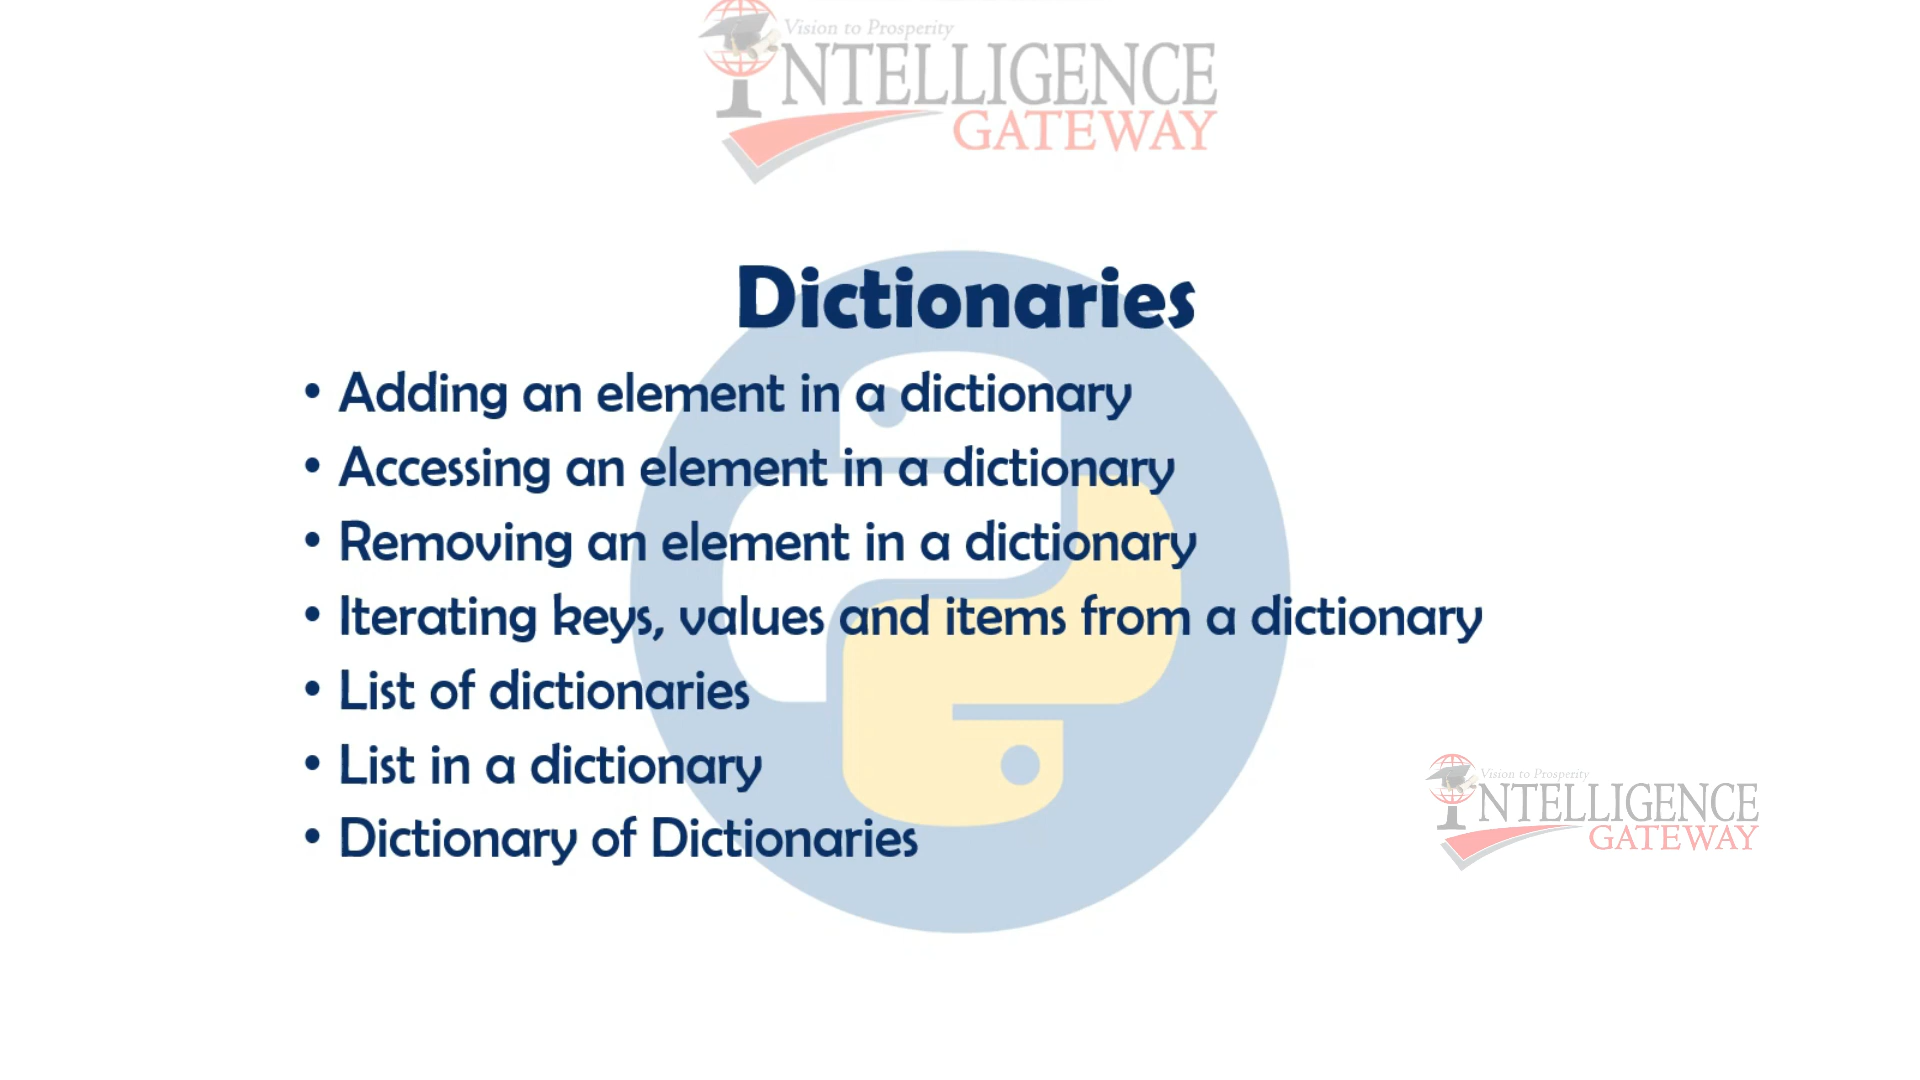 Vision to Prosperity
INTELLIGENCE
GATEWAY
Dictionaries
• Adding an element in a dictionary
• Accessing an element in a dictionary
• Removing an element in a dictionary
• Iterating keys, values and items from a dictionary
• List of dictionaries
• List in a dictionary
• Dictionary of Dictionaries
Vision to Prosperity
INTELLIGENCE
GATEWAY